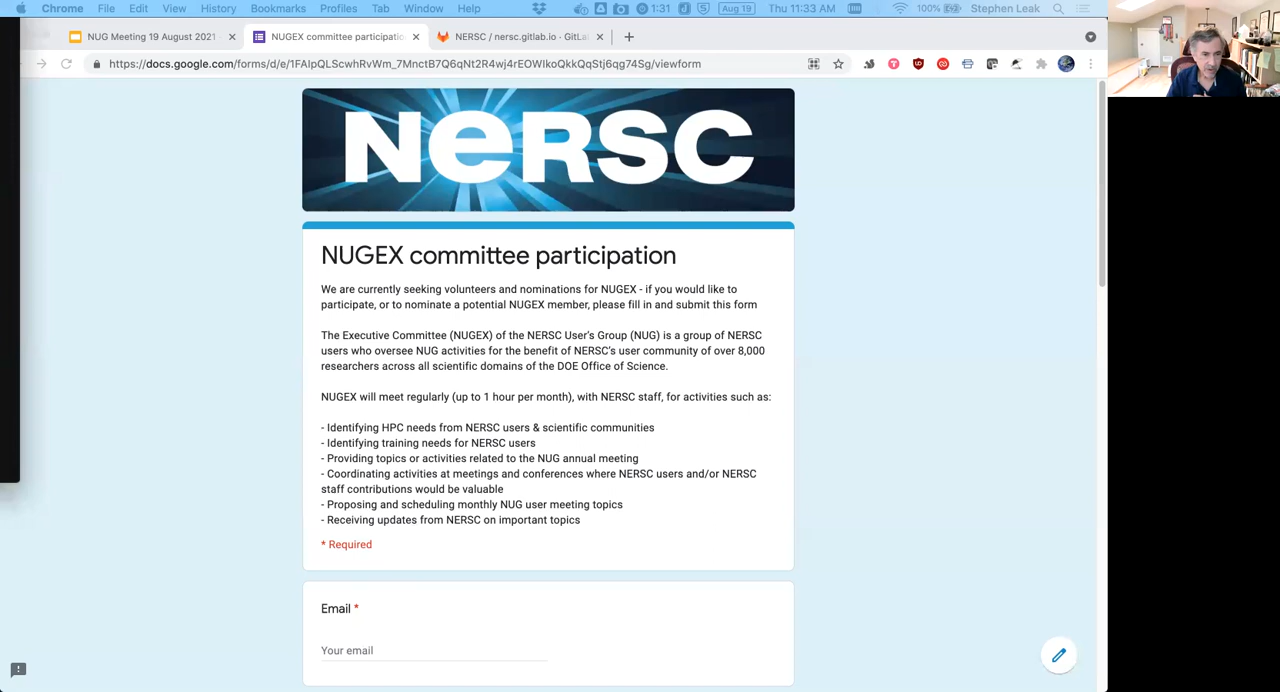 Chrome File Edit View History Bookmarks Profiles Tab Window Help 1:31 Aug 19 Thu 11:33 AM 100% Stephen Leak
NUG Meeting 19 August 2021 NUGEX committee participatio NERSC / nersc.gitlab.io · GitLa
https://docs.google.com/forms/d/e/1FAIpQLScwhRvWm_7MnctB7Q6qNt2R4wj4rEOWIkoQkkQqStj6qg74Sg/viewform
NERSC
NUGEX committee participation
We are currently seeking volunteers and nominations for NUGEX - if you would like to
participate, or to nominate a potential NUGEX member, please fill in and submit this form
The Executive Committee (NUGEX) of the NERSC User's Group (NUG) is a group of NERSC
users who oversee NUG activities for the benefit of NERSC's user community of over 8,000
researchers across all scientific domains of the DOE Office of Science.
NUGEX will meet regularly (up to 1 hour per month), with NERSC staff, for activities such as:
- Identifying HPC needs from NERSC users & scientific communities
- Identifying training needs for NERSC users
- Providing topics or activities related to the NUG annual meeting
- Coordinating activities at meetings and conferences where NERSC users and/or NERSC
staff contributions would be valuable
- Proposing and scheduling monthly NUG user meeting topics
- Receiving updates from NERSC on important topics
* Required
Email *
Your email